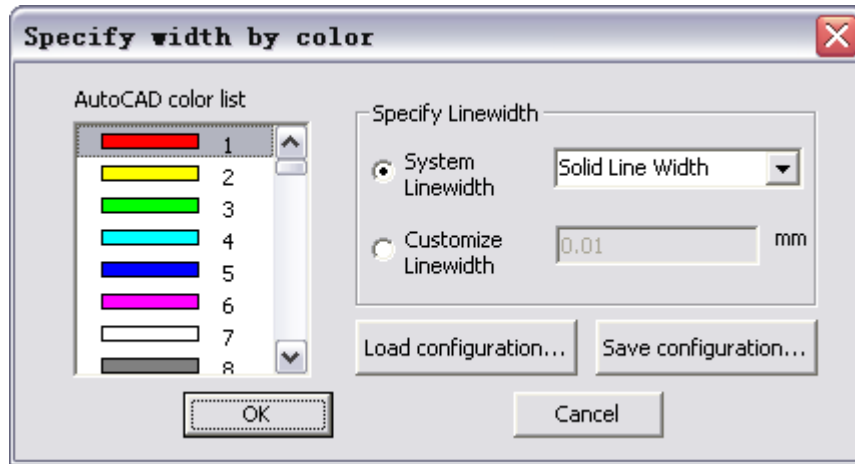 Specify width by color
AutoCAD color list
1
2
3
4
5
6
7
8
Specify Linewidth
System
Linewidth
Solid Line Width
Customize
Linewidth
0.01
mm
Load configuration...
Save configuration...
OK
Cancel